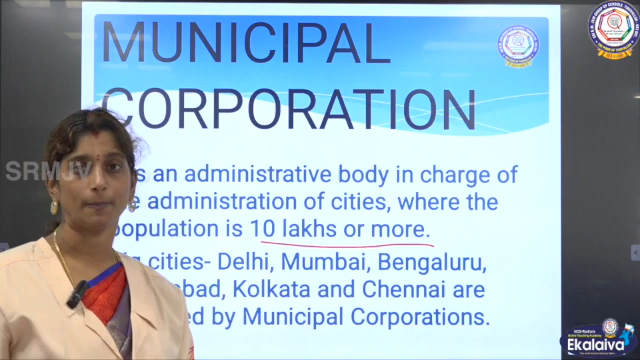 MUNICIPAL
CORPORATION
s an administrative body in charge of
e administration of cities, where the
population is 10 lakhs or more.
cities- Delhi, Mumbai, Bengaluru,
bad, Kolkata and Chennai are
ed by Municipal Corporations.
SRMJV
Ekalaiva